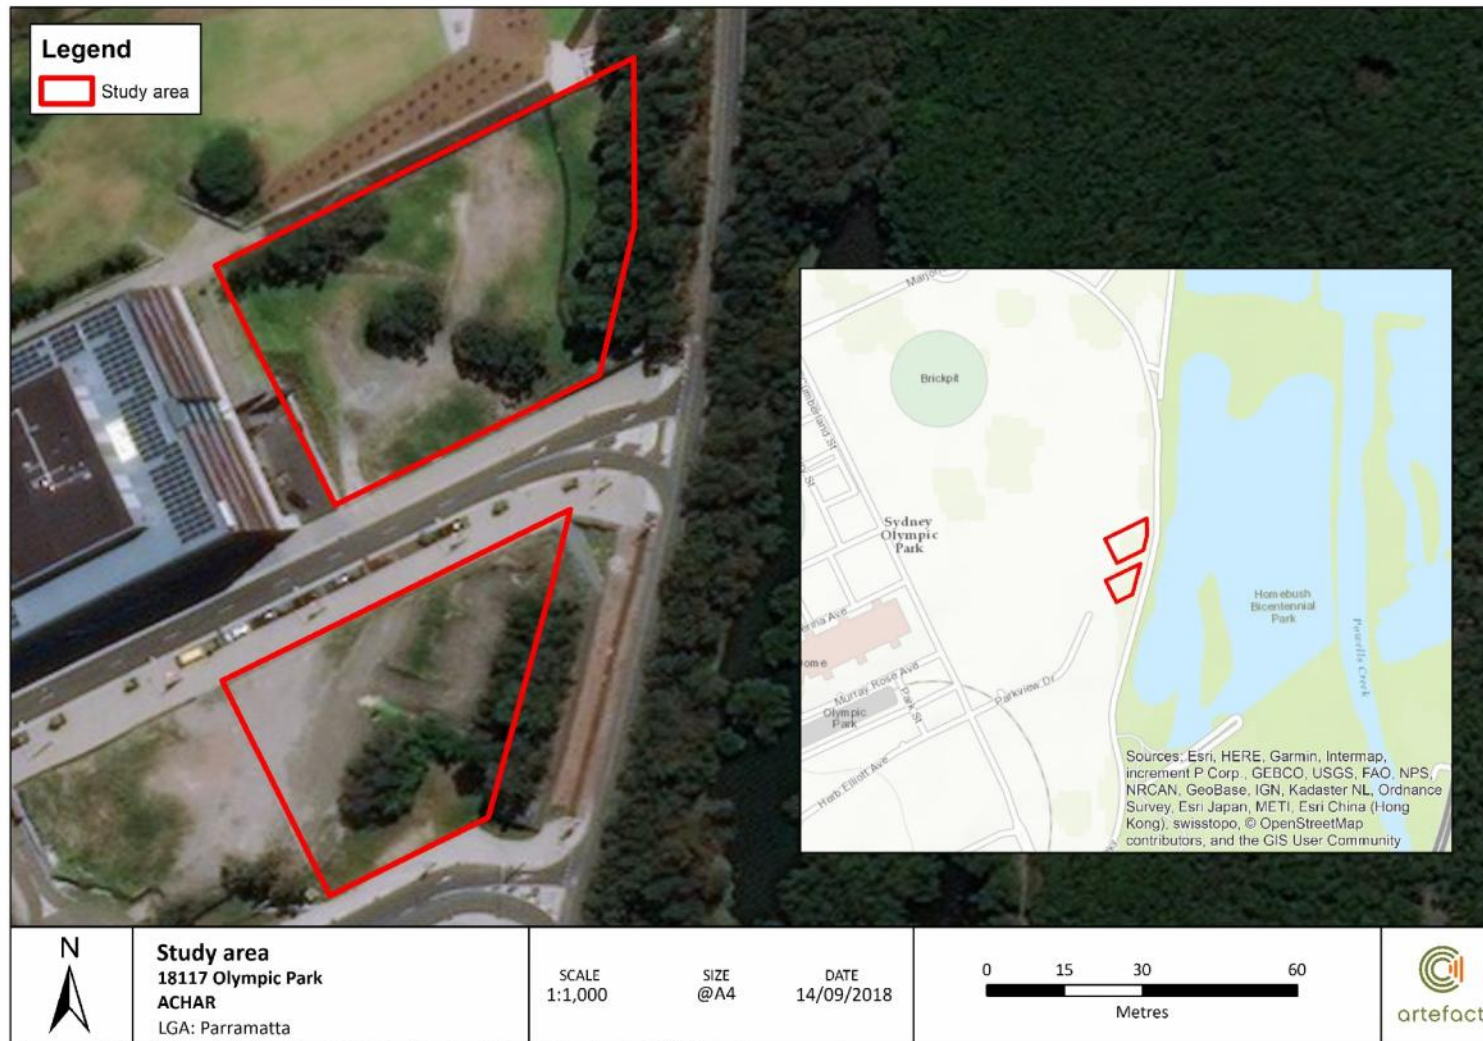 Legend
Study area
Marjor
Brickpit
Cumberland St
Sydney
Olympic
Park
Homebush
Bicentennial
Park
Powells Creek
Murray Rose Ave
Park St
Olympic
Park
Parkview Dr
Herb Elliott Ave
Sources: Esri, HERE, Garmin, Intermap,
increment P Corp., GEBCO, USGS, FAO, NPS,
NRCAN, GeoBase, IGN, Kadaster NL, Ordnance
Survey, Esri Japan, METI, Esri China (Hong
Kong), swisstopo, © OpenStreetMap
contributors, and the GIS User Community
N
Study area
18117 Olympic Park
ACHAR
LGA: Parramatta
SCALE
1:1,000
SIZE
@A4
DATE
14/09/2018
0 15 30 60
Metres
artefact